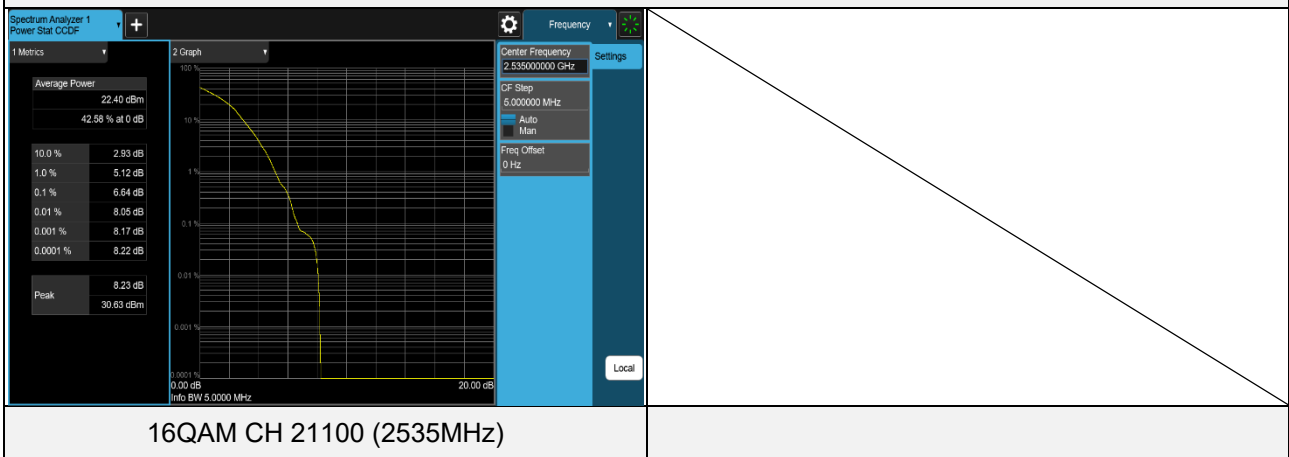 Spectrum Analyzer 1
Power Stat CCDF
+
Frequency
1 Metrics
2 Graph
Center Frequency
2.535000000 GHz
Settings
CF Step
5.000000 MHz
Auto
Man
Freq Offset
0 Hz
Average Power
22.40 dBm
42.58 % at 0 dB
10.0 % 2.93 dB
1.0 % 5.12 dB
0.1 % 6.64 dB
0.01 % 8.05 dB
0.001 % 8.17 dB
0.0001 % 8.22 dB
Peak 8.23 dB
30.63 dBm
100 %
10 %
1 %
0.1 %
0.01 %
0.001 %
0.0001 %
0.00 dB 20.00 dB
Info BW 5.0000 MHz
Local
16QAM CH 21100 (2535MHz)